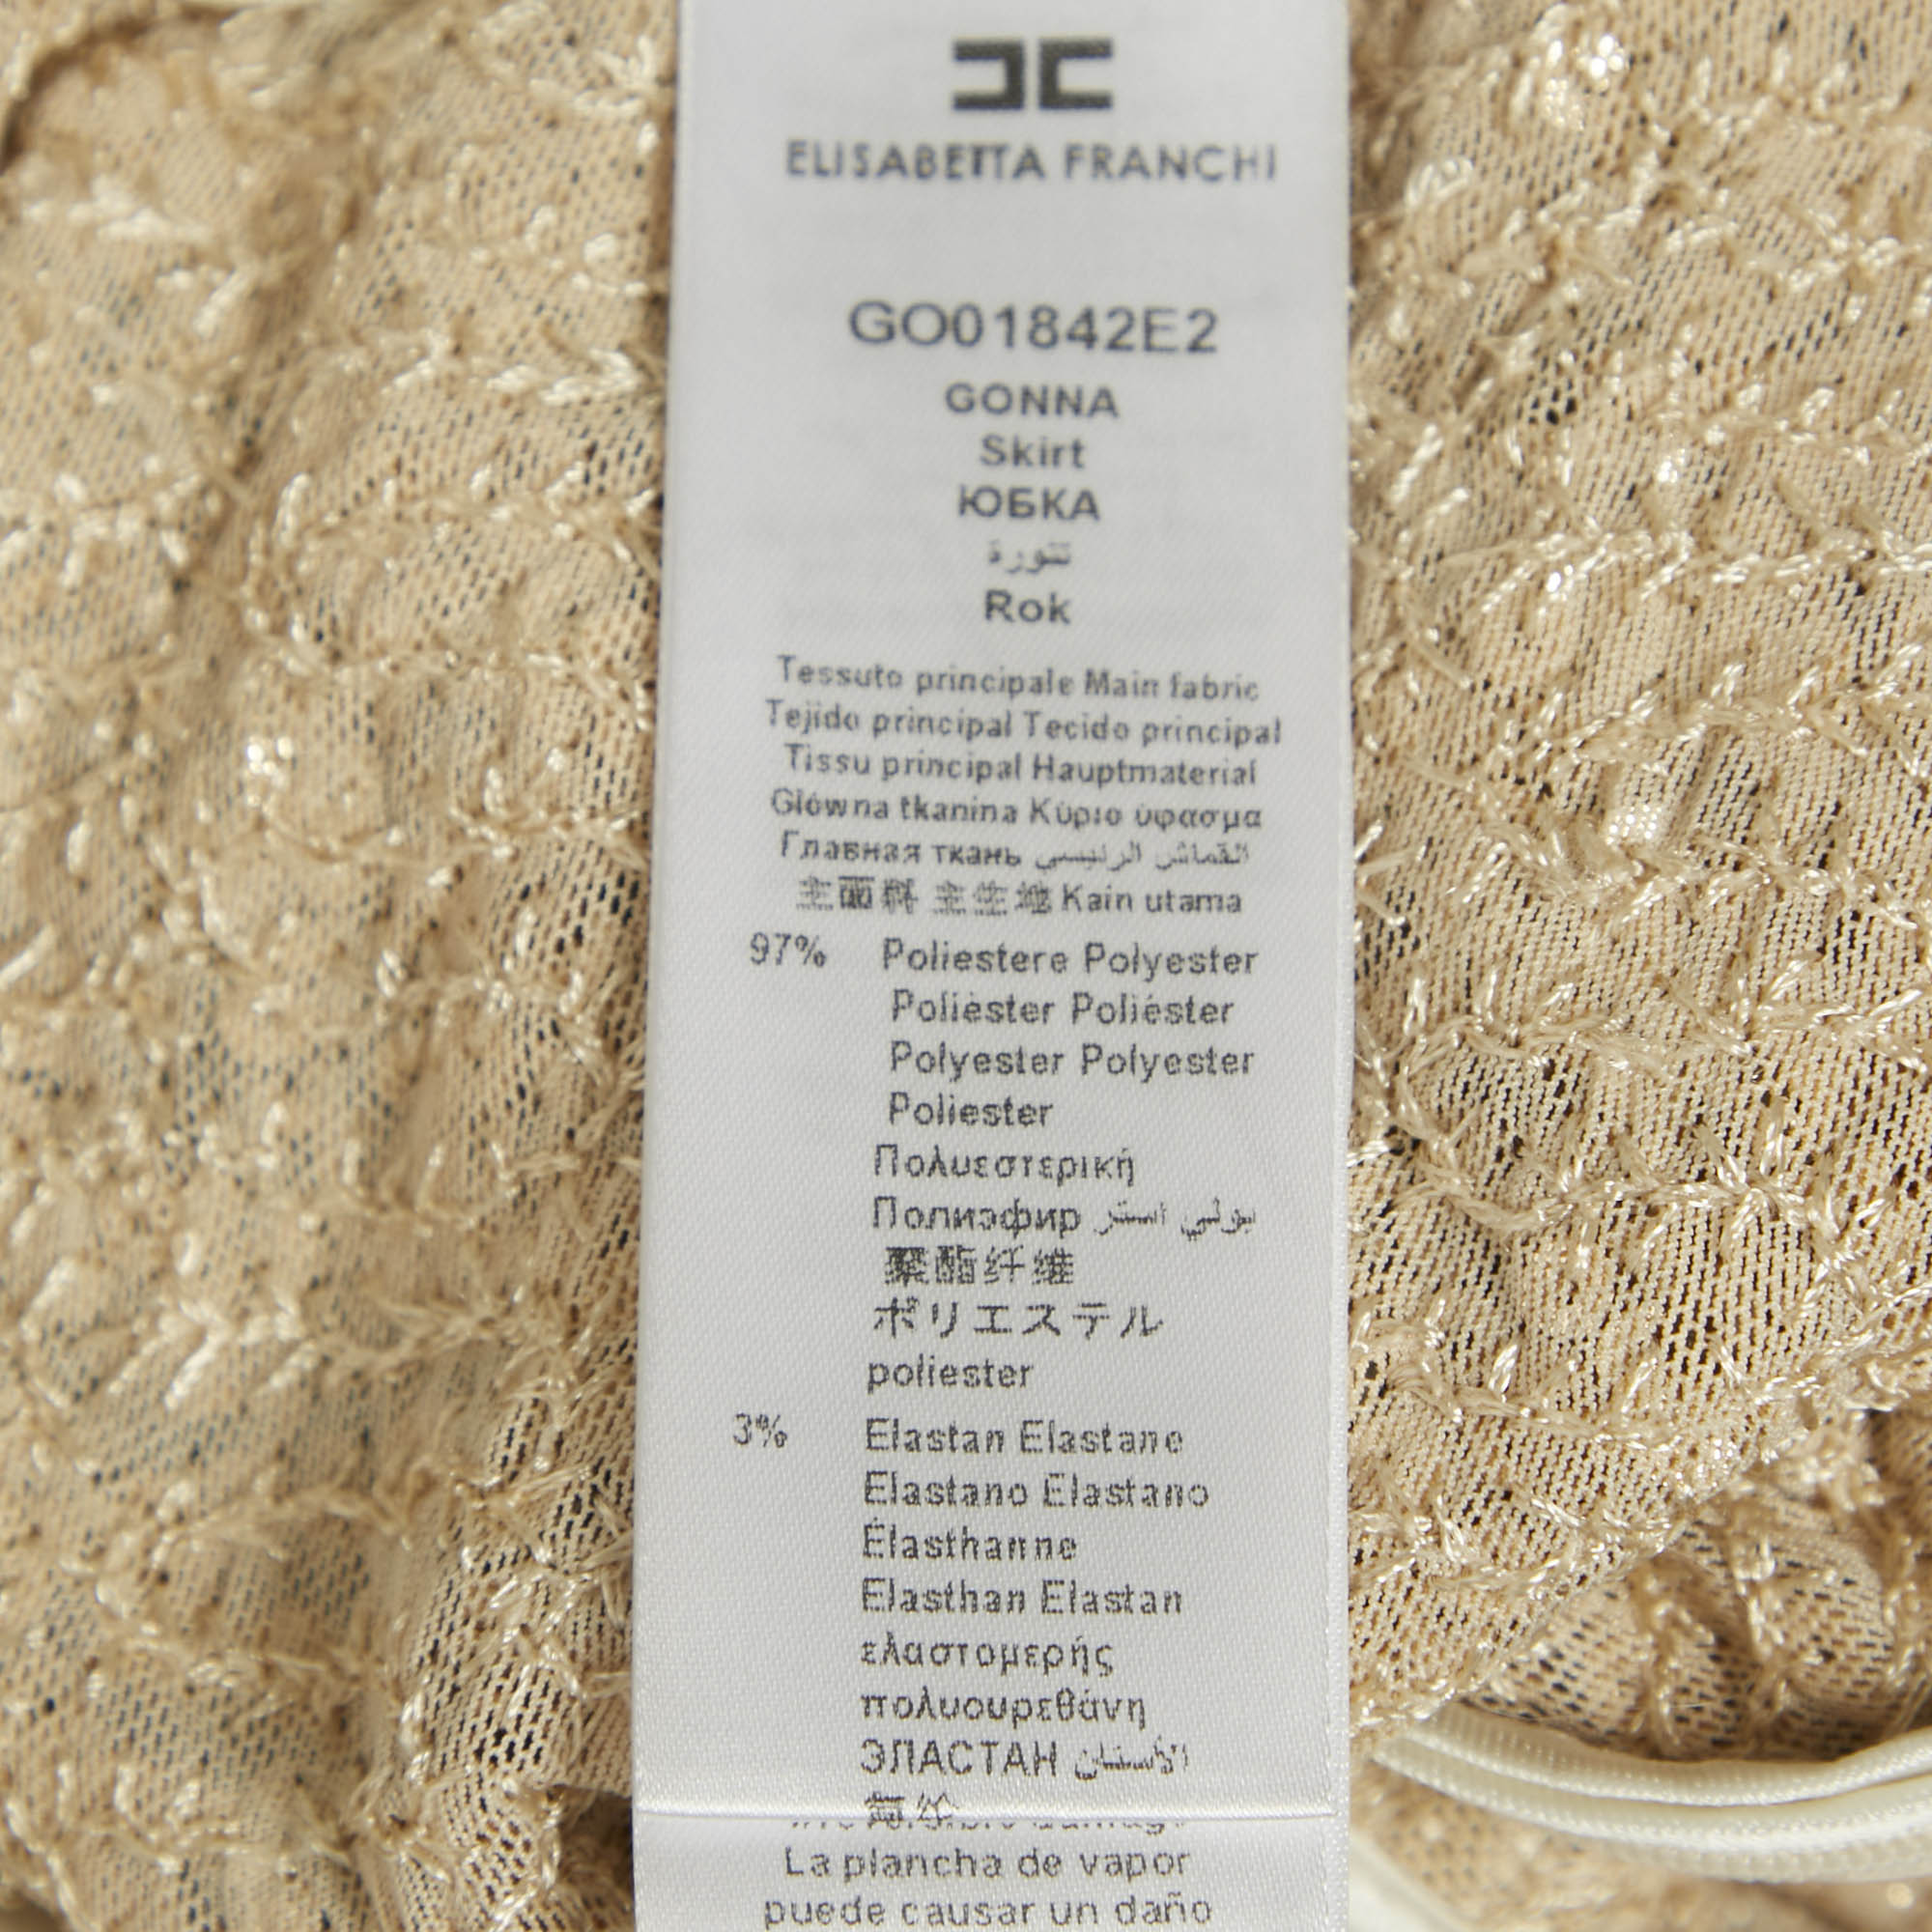 ELISABETTA FRANCHI
GO01842E2
GONNA
Skirt
ЮБКА
تنورة
Rok
Tessuto principale Main fabric
Tejido principal Tecido principal
Tissu principal Hauptmaterial
Główna tkanina Κύριο ύφασμα
Главная ткань القماش الرئيسي
主面料 主生地 Kain utama
97% Poliestere Polyester
Poliéster Poliéster
Polyester Polyester
Poliester
Πολυεστερική
Полиэфир بولي استر
聚酯纤维
ポリエステル
poliester
3% Elastan Elastane
Elastano Elastano
Élasthanne
Elasthan Elastan
ελαστομερής
πολυουρεθάνη
ЭЛАСТАН الأستان
La plancha de vapor
puede causar un daño